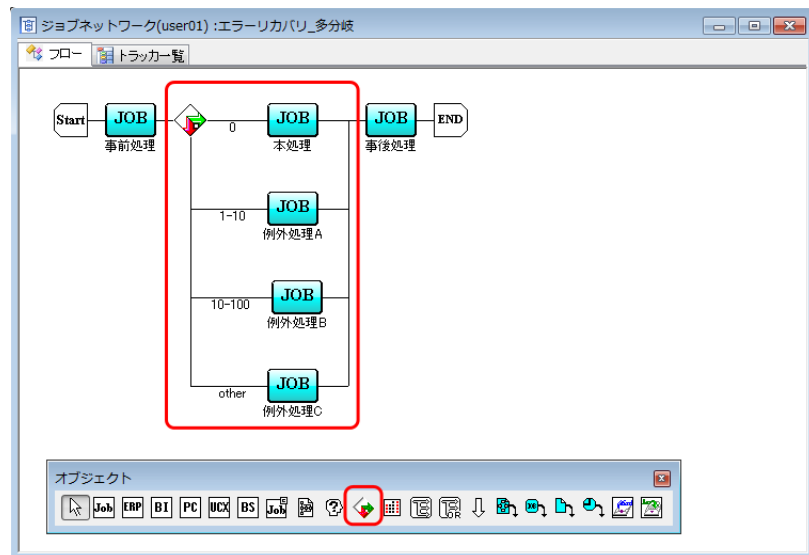 ジョブネットワーク(user01) :エラーリカバリ_多分岐
フロー トラッカ一覧
Start JOB 0 JOB JOB END
事前処理 本処理 事後処理
1-10 JOB
例外処理A
10-100 JOB
例外処理B
other JOB
例外処理C
オブジェクト
Job ERP BI PC UCX BS Job OR